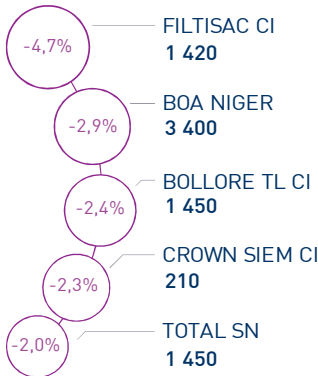 -4,7%
FILTISAC CI
1 420
-2,9%
BOA NIGER
3 400
-2,4%
BOLLORE TL CI
1 450
-2,3%
CROWN SIEM CI
210
-2,0%
TOTAL SN
1 450